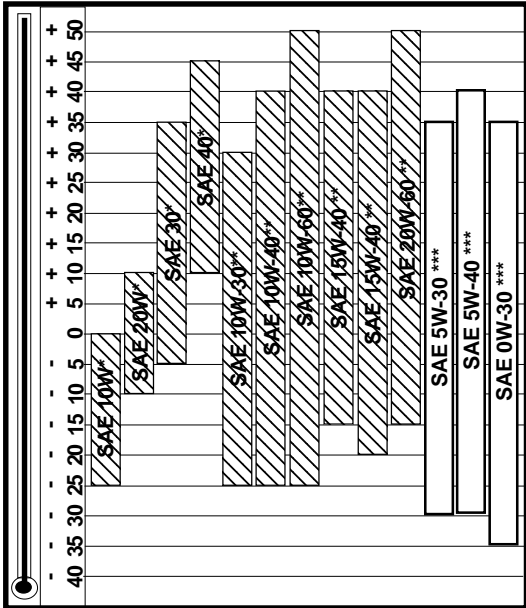 + 50
+ 45
+ 40
+ 35
+ 30
+ 25
+ 20
+ 15
+ 10
+ 5
0
- 5
- 10
- 15
- 20
- 25
- 30
- 35
- 40
SAE 10W*
SAE 20W*
SAE 30*
SAE 40*
SAE 10W-30**
SAE 10W-40**
SAE 10W-60**
SAE 15W-40**
SAE 15W-40**
SAE 20W-60**
SAE 5W-30 ***
SAE 5W-40 ***
SAE 0W-30 ***